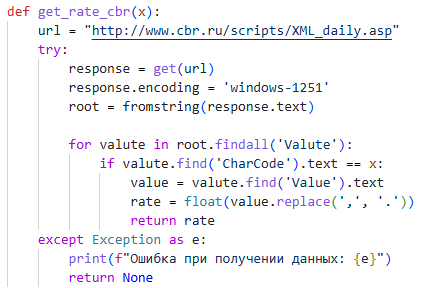 def get_rate_cbr(x):
    url = "http://www.cbr.ru/scripts/XML_daily.asp"
    try:
        response = get(url)
        response.encoding = 'windows-1251'
        root = fromstring(response.text)

        for valute in root.findall('Valute'):
            if valute.find('CharCode').text == x:
                value = valute.find('Value').text
                rate = float(value.replace(',', '.'))
                return rate
    except Exception as e:
        print(f"Ошибка при получении данных: {e}")
        return None